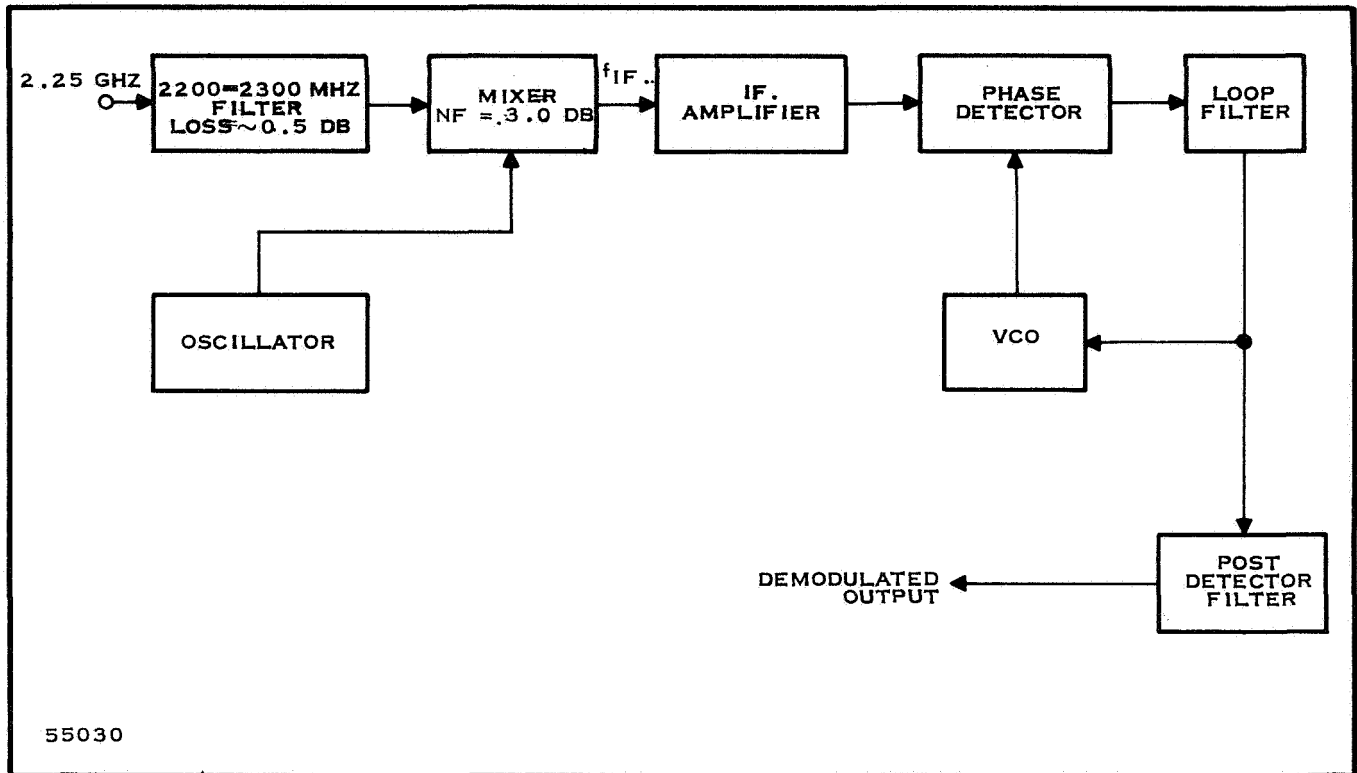 2.25 GHZ
2200=2300 MHZ
FILTER
LOSS=~0.5 DB
MIXER
NF = .3.0 DB
fIF..
IF.
AMPLIFIER
PHASE
DETECTOR
LOOP
FILTER
OSCILLATOR
VCO
POST
DETECTOR
FILTER
DEMODULATED
OUTPUT
55030